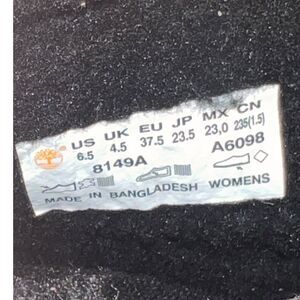 US UK EU JP MX CN
6.5 4.5 37.5 23.5 23,0 235(1.5)
8149A A6098
MADE IN BANGLADESH WOMENS